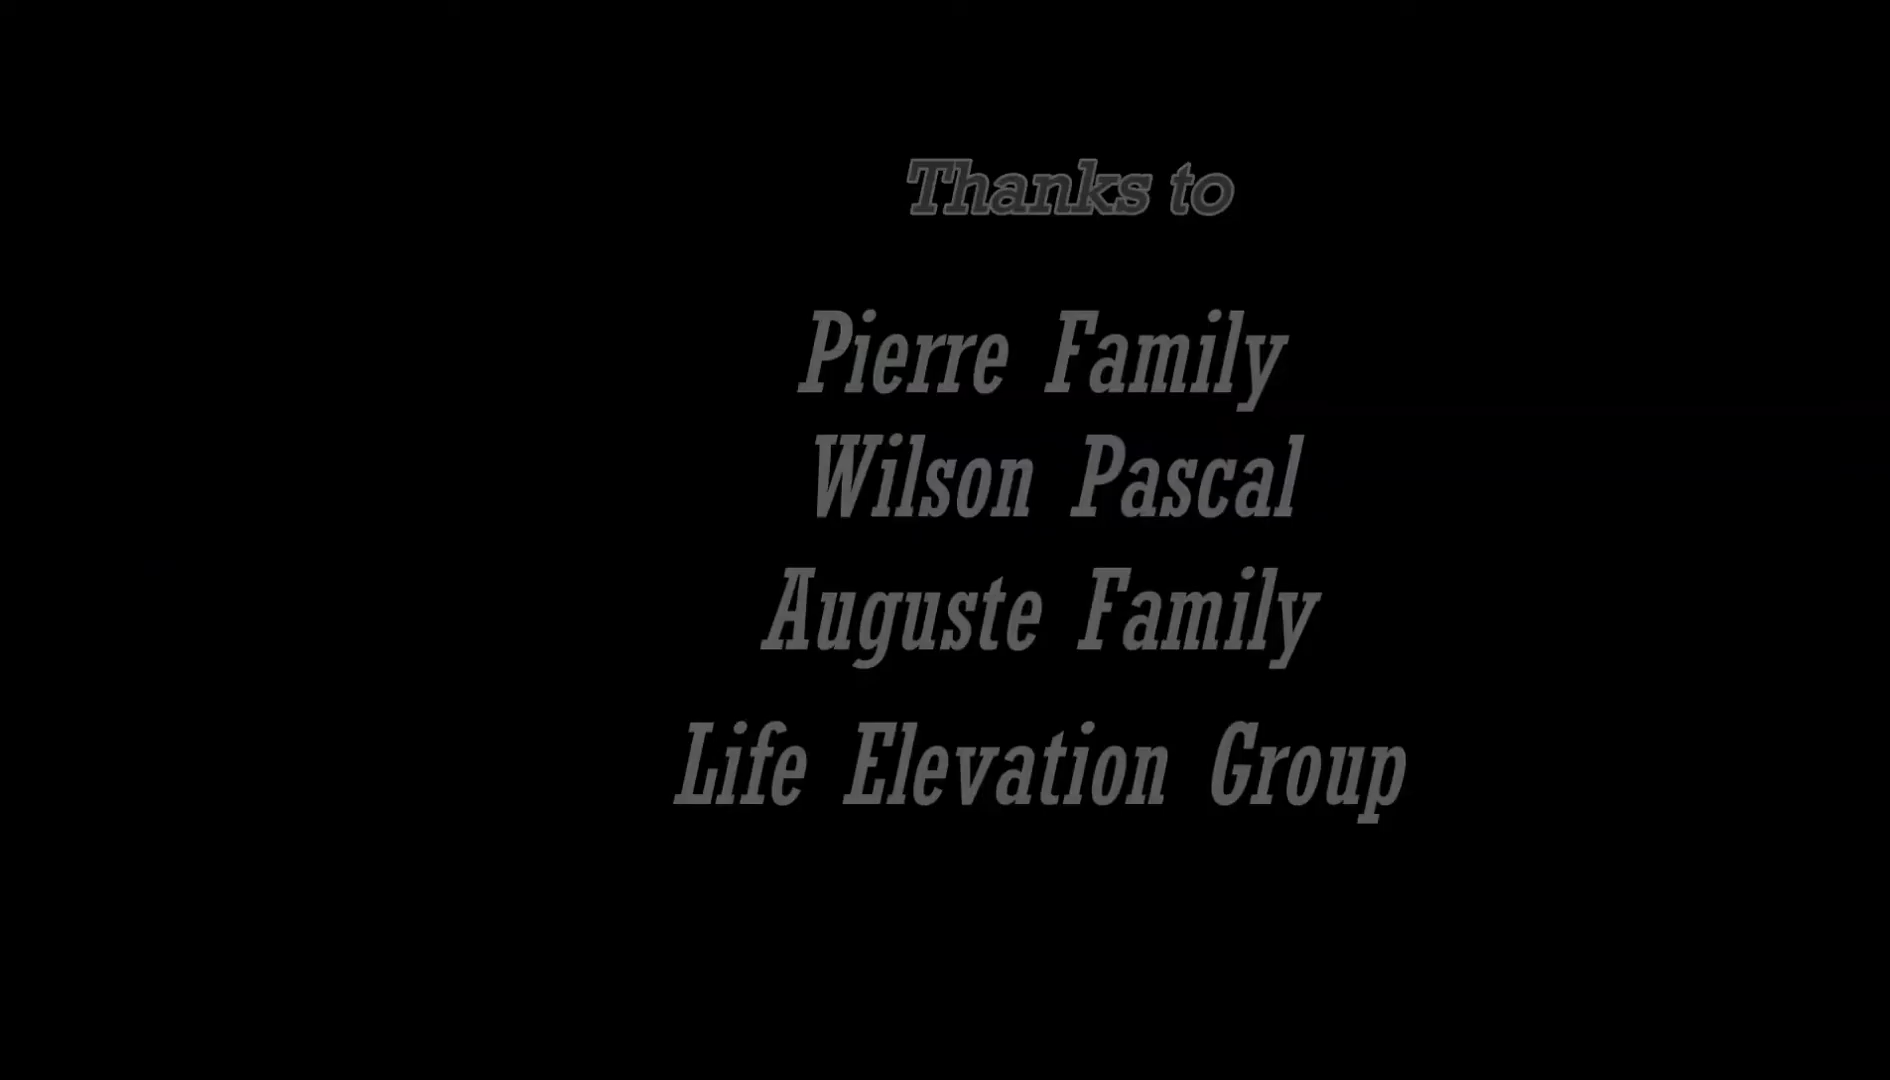 Thanks to
Pierre Family
Wilson Pascal
Auguste Family
Life Elevation Group